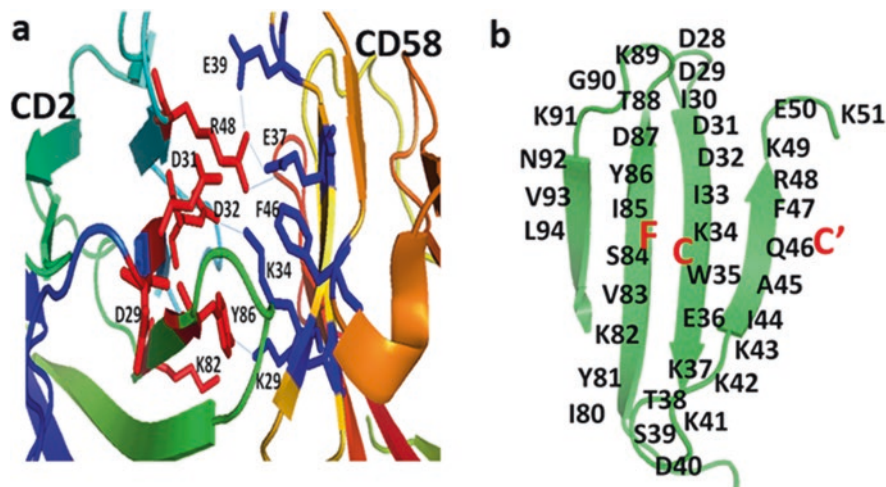 a
CD2
CD58
E39
R48
E37
D31
D32
F46
K34
D29
Y86
K82
K29
b
K89
D28
D29
G90
T88
I30
E50
K51
K91
D87
D31
K49
N92
Y86
D32
R48
V93
I85
I33
F47
L94
F
C
K34
Q46
C'
S84
W35
A45
V83
E36
I44
K82
K43
K37
K42
Y81
T38
K41
I80
S39
D40